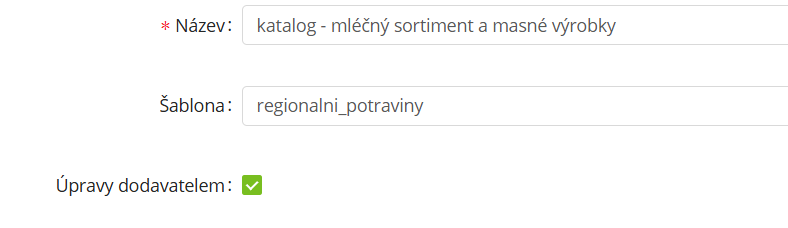 * Název: katalog - mléčný sortiment a masné výrobky
Šablona: regionalni_potraviny
Úpravy dodavatelem: